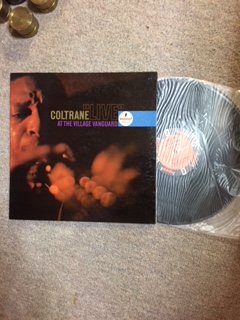 COLTRANE "LIVE"
AT THE VILLAGE VANGUARD